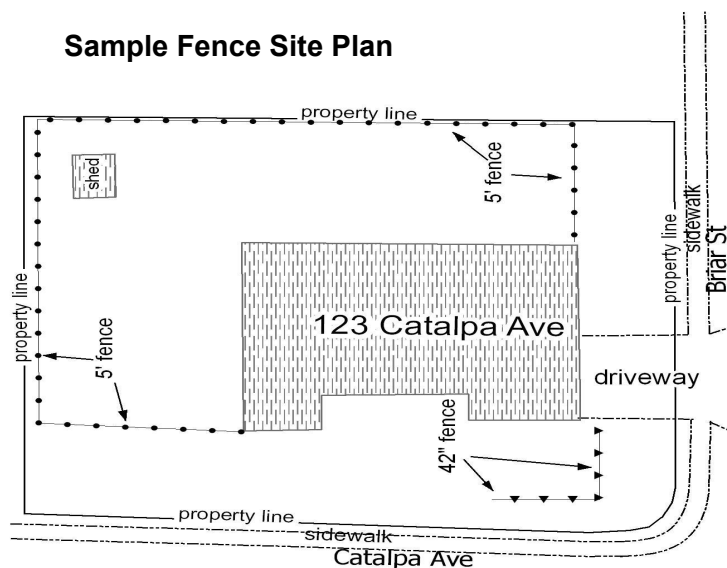 Sample Fence Site Plan
property line
shed
5' fence
sidewalk
Briar St
property line
property line
123 Catalpa Ave
5' fence
driveway
42" fence
property line
sidewalk
Catalpa Ave